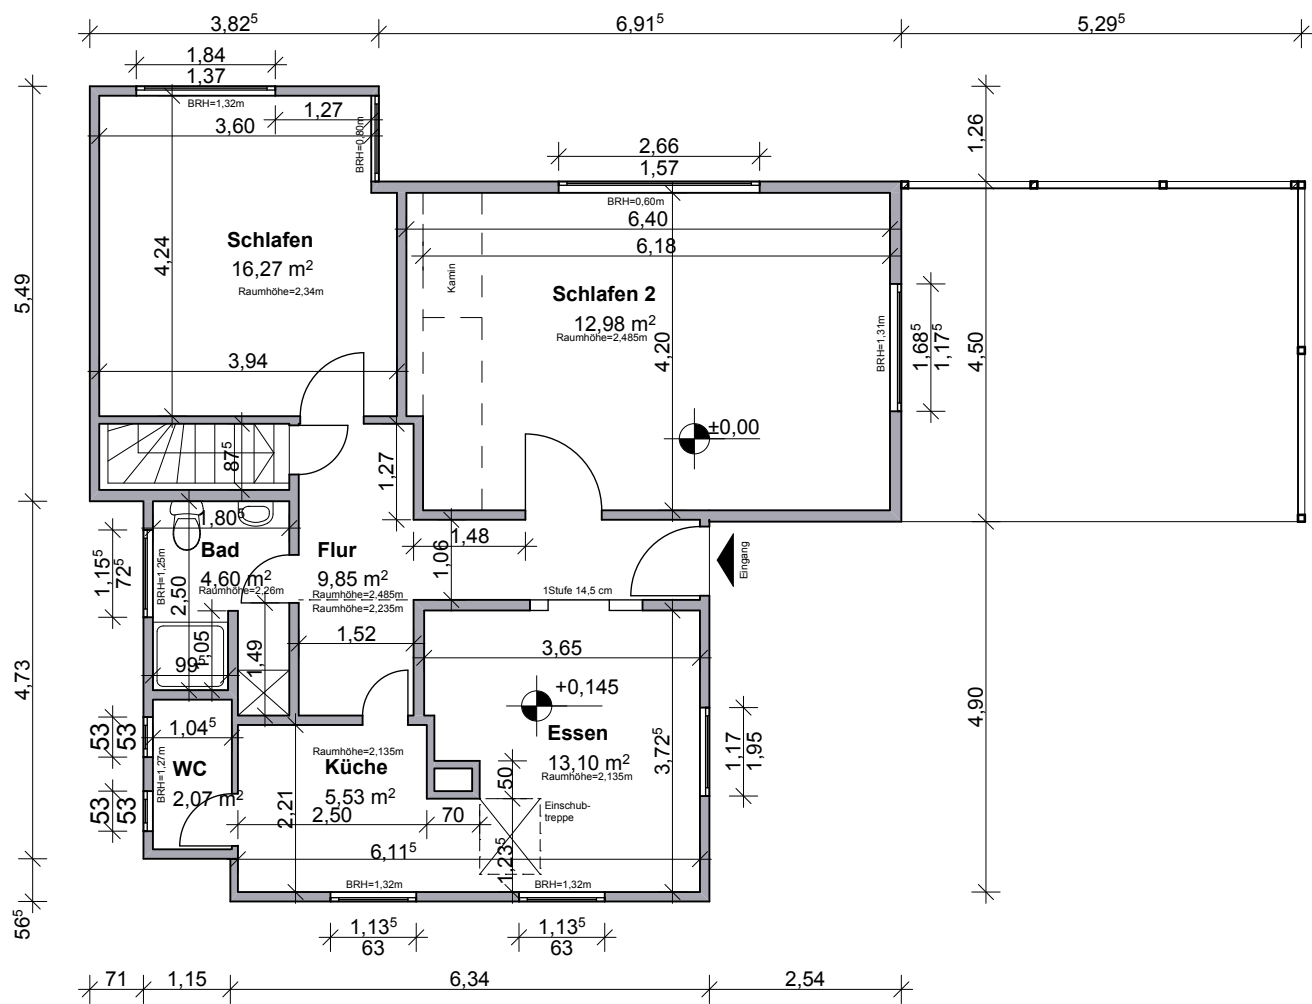 3,82⁵
6,91⁵
5,29⁵
1,84
1,37
BRH=1,32m
1,27
3,60
BRH=0,80m
2,66
1,57
BRH=0,60m
1,26
6,40
6,18
Schlafen
16,27 m²
Raumhöhe=2,34m
4,24
5,49
Kamin
Schlafen 2
12,98 m²
Raumhöhe=2,485m
4,20
BRH=1,31m
1,68⁵
1,17⁵
4,50
3,94
±0,00
87⁵
1,27
1,80⁵
1,48
1,06
Bad
4,60 m²
Raumhöhe=2,26m
Flur
9,85 m²
Raumhöhe=2,485m
Raumhöhe=2,235m
Eingang
1,15⁵
72⁵
BRH=1,25m
2,50
1Stufe 14,5 cm
1,52
3,65
99⁵
1,05
1,49
4,73
+0,145
4,90
53
53
1,04⁵
BRH=1,27m
WC
2,07 m²
53
53
Raumhöhe=2,135m
Küche
5,53 m²
2,21
2,50
70
50
Essen
13,10 m²
Raumhöhe=2,135m
3,72⁵
1,17
1,95
Einschub-
treppe
6,11⁵
1,23⁵
BRH=1,32m
BRH=1,32m
56⁵
1,13⁵
63
1,13⁵
63
71
1,15
6,34
2,54